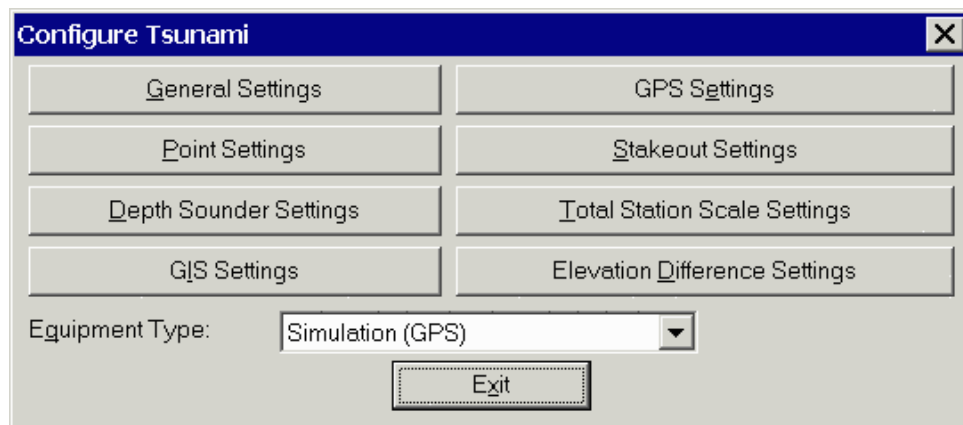 Configure Tsunami
General Settings
GPS Settings
Point Settings
Stakeout Settings
Depth Sounder Settings
Total Station Scale Settings
GIS Settings
Elevation Difference Settings
Equipment Type:
Simulation (GPS)
Exit